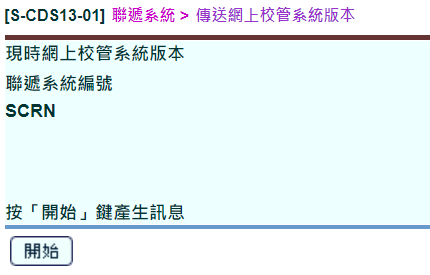 [S-CDS13-01] 聯遞系統 > 傳送網上校管系統版本
現時網上校管系統版本
聯遞系統編號
SCRN
按「開始」鍵產生訊息
開始